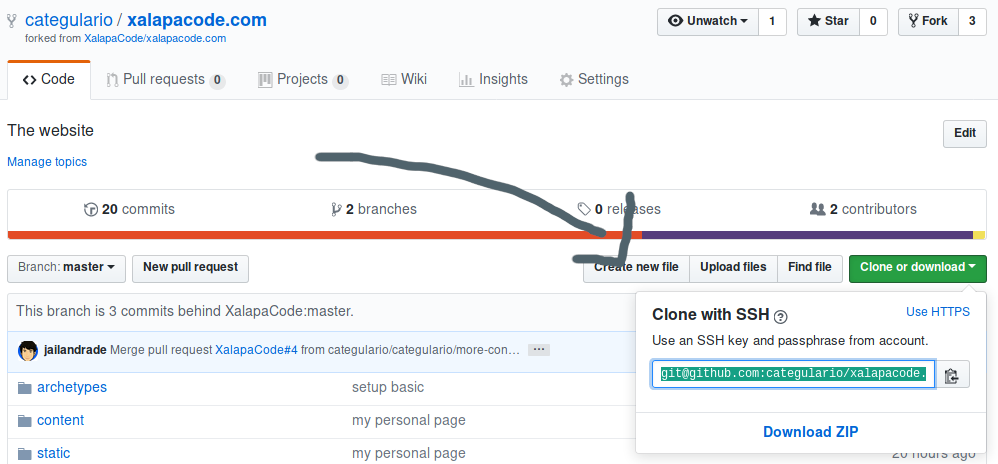 categulario / xalapacode.com
forked from XalapaCode/xalapacode.com
Unwatch 1 Star 0 Fork 3
Code Pull requests 0 Projects 0 Wiki Insights Settings
The website
Edit
Manage topics
20 commits 2 branches 0 releases 2 contributors
Branch: master New pull request Create new file Upload files Find file Clone or download
This branch is 3 commits behind XalapaCode:master.
Clone with SSH ? Use HTTPS
Use an SSH key and passphrase from account.
jailandrade Merge pull request XalapaCode#4 from categulario/categulario/more-con… …
git@github.com:categulario/xalapacode.
archetypes setup basic
content my personal page
Download ZIP
static my personal page 20 hours ago